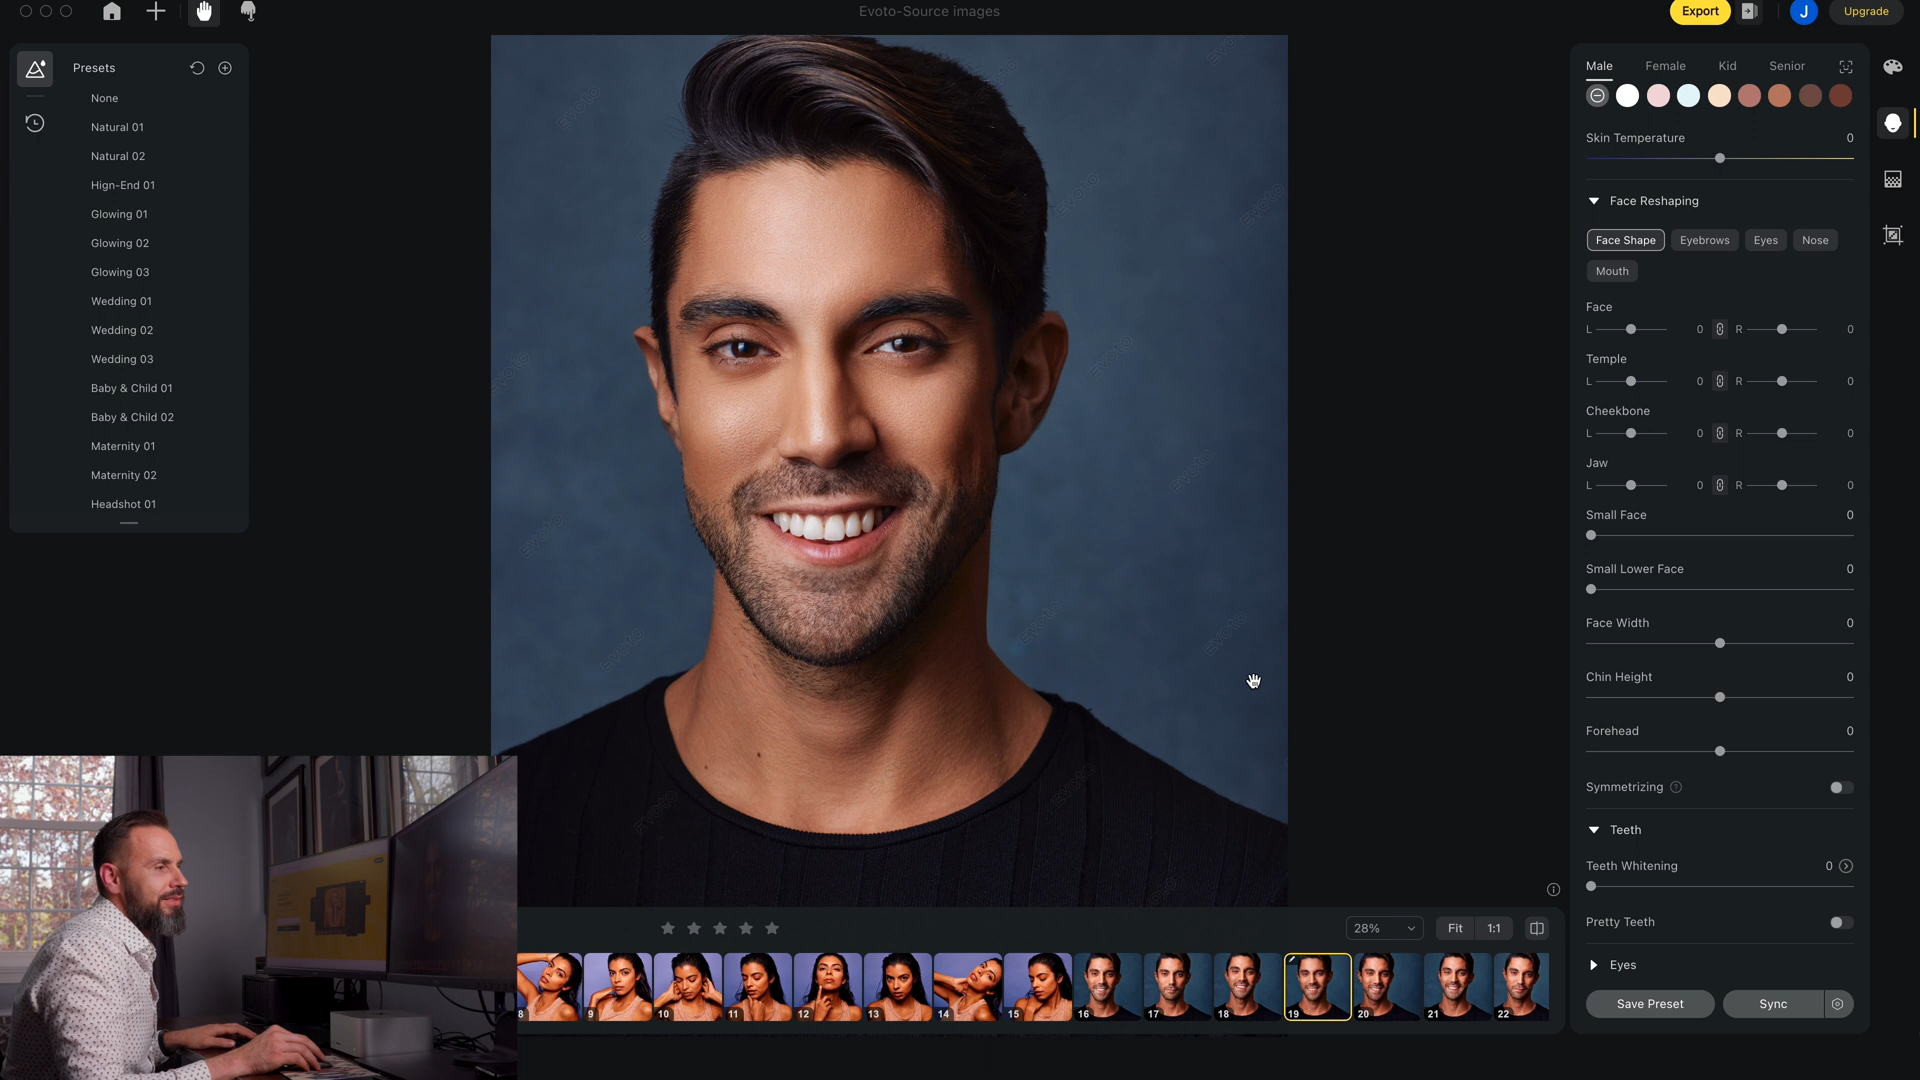 Evoto-Source images
Export
J
Upgrade
Presets
None
Natural 01
Natural 02
Hign-End 01
Glowing 01
Glowing 02
Glowing 03
Wedding 01
Wedding 02
Wedding 03
Baby & Child 01
Baby & Child 02
Maternity 01
Maternity 02
Headshot 01
Evoto
Male Female Kid Senior
Skin Temperature 0
Face Reshaping
Face Shape Eyebrows Eyes Nose
Mouth
Face
L 0 R 0
Temple
L 0 R 0
Cheekbone
L 0 R 0
Jaw
L 0 R 0
Small Face 0
Small Lower Face 0
Face Width 0
Chin Height 0
Forehead 0
Symmetrizing ?
Teeth
Teeth Whitening 0
Pretty Teeth
Eyes
Save Preset Sync
28% Fit 1:1
8 9 10 11 12 13 14 15 16 17 18 19 20 21 22